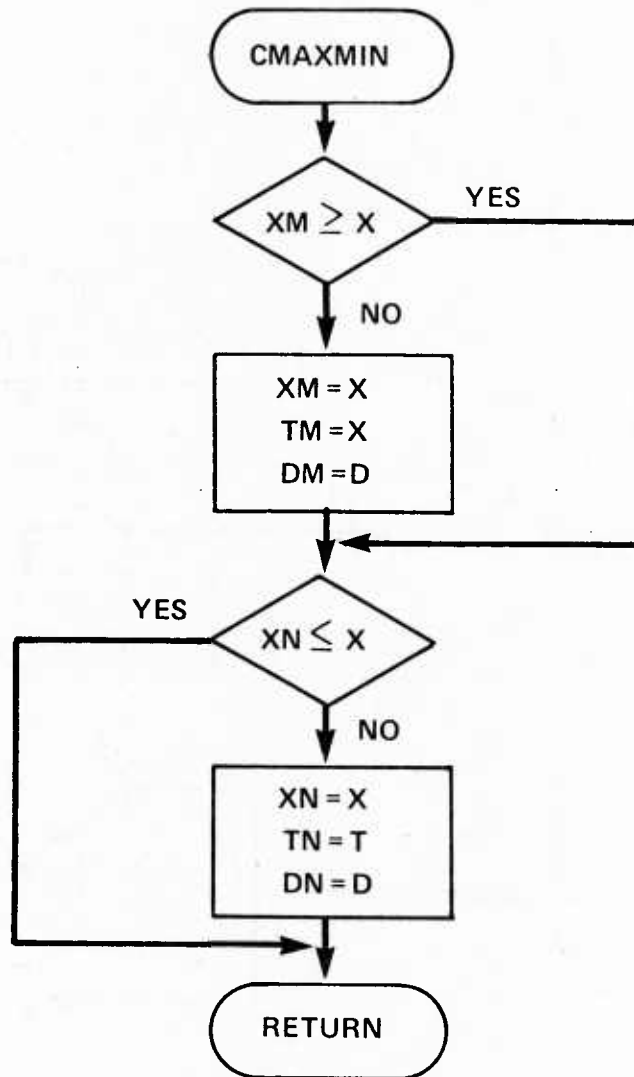 CMAXMIN
XM ≥ X
YES
NO
XM = X
TM = X
DM = D
YES
XN ≤ X
NO
XN = X
TN = T
DN = D
RETURN